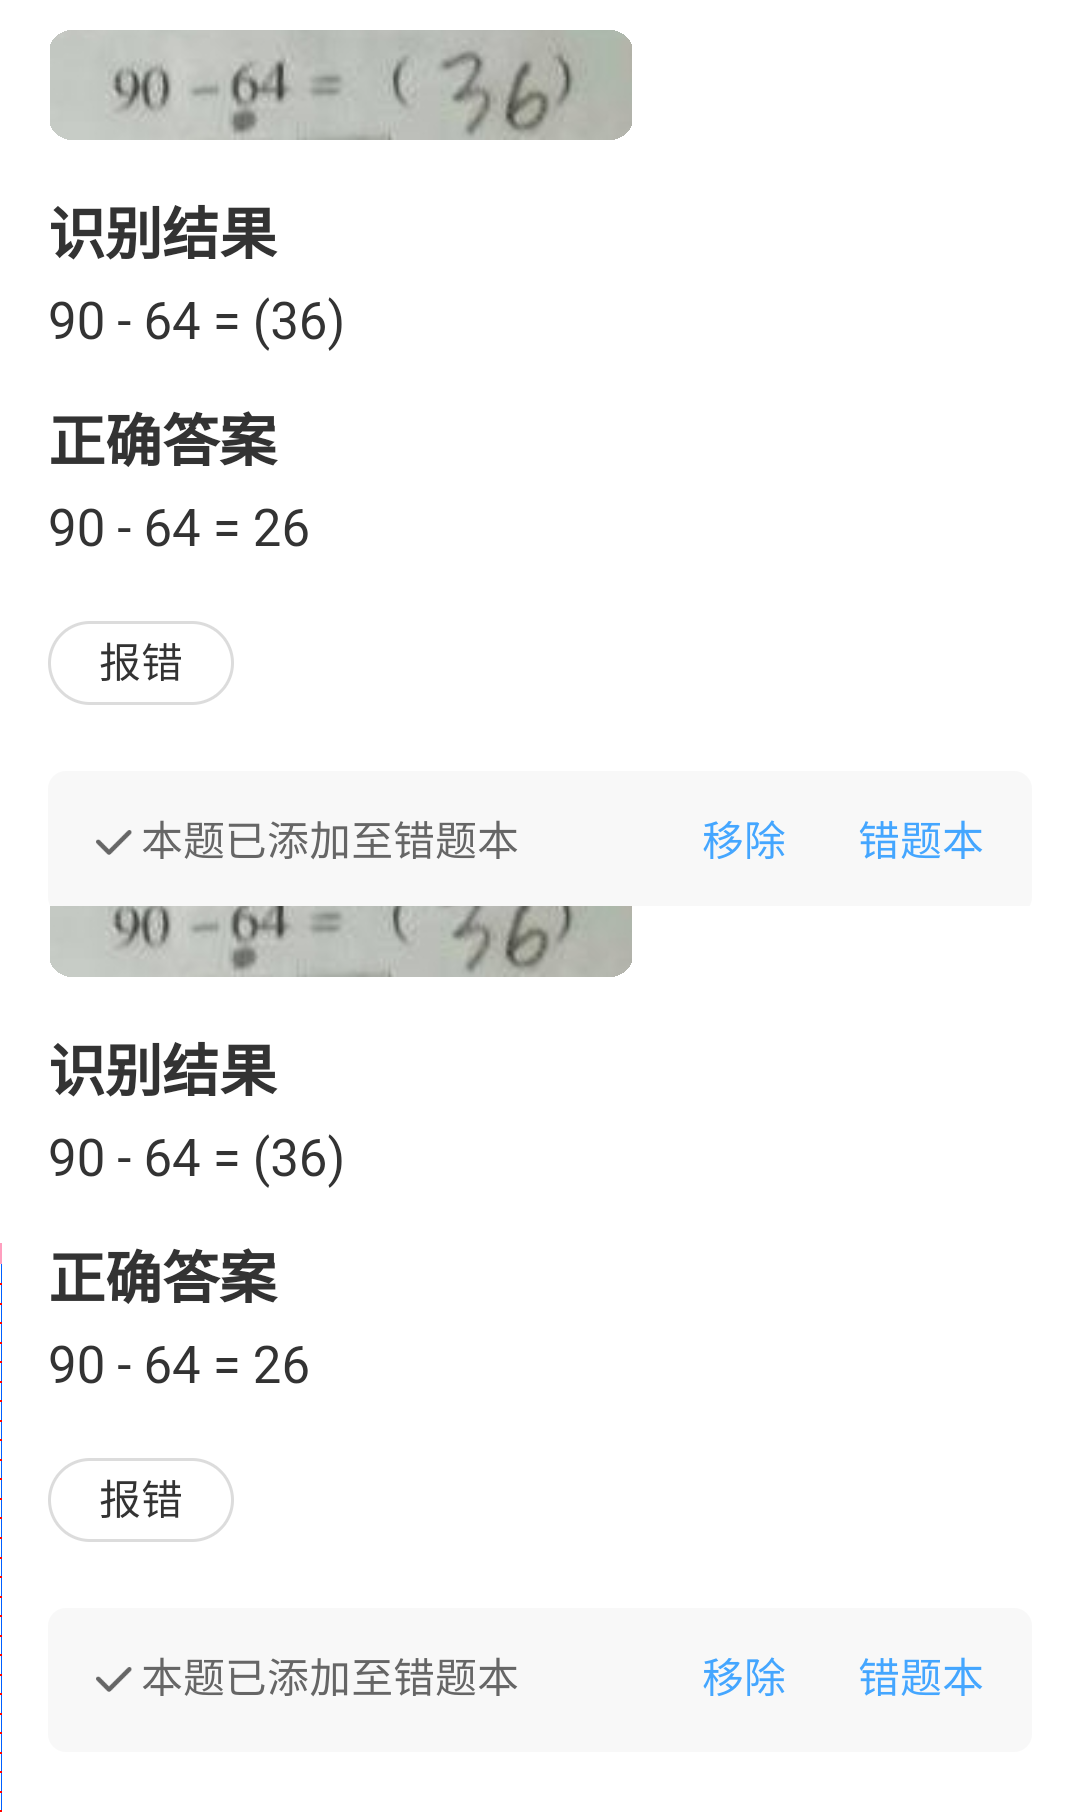 90 - 64 = ( 36 )
识别结果
90 - 64 = (36)
正确答案
90 - 64 = 26
报错
本题已添加至错题本 移除 错题本
90 - 64 = ( 36 )
识别结果
90 - 64 = (36)
正确答案
90 - 64 = 26
报错
本题已添加至错题本 移除 错题本